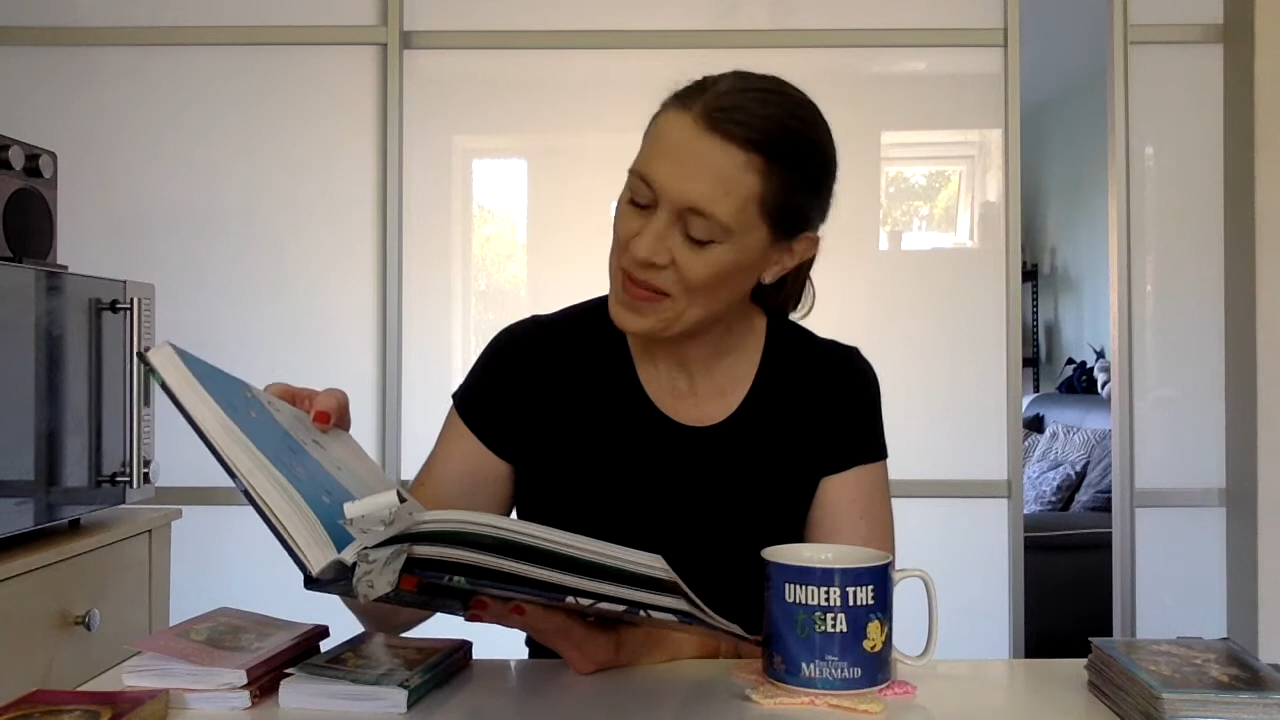 UNDER THE
SEA
Disney
THE LITTLE
MERMAID